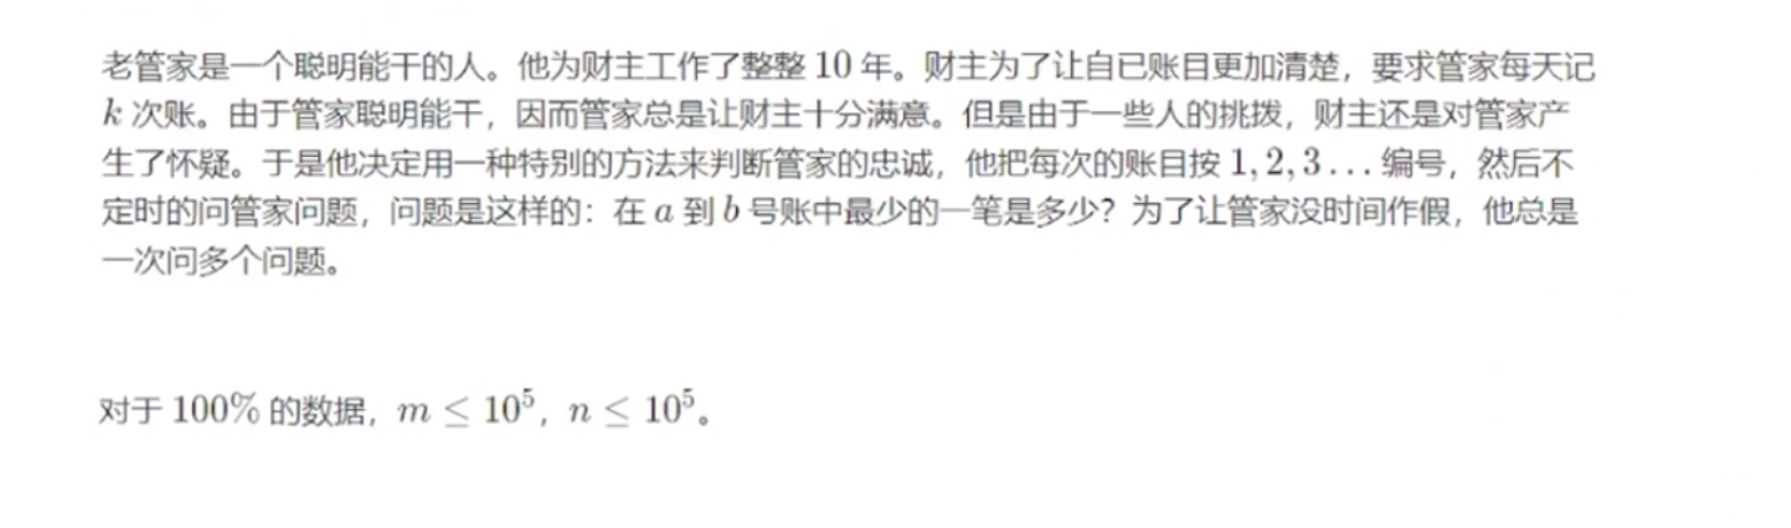 老管家是一个聪明能干的人。他为财主工作了整整 10 年。财主为了让自已账目更加清楚，要求管家每天记
k 次账。由于管家聪明能干，因而管家总是让财主十分满意。但是由于一些人的挑拨，财主还是对管家产
生了怀疑。于是他决定用一种特别的方法来判断管家的忠诚，他把每次的账目按 1, 2, 3 . . . 编号，然后不
定时的问管家问题，问题是这样的：在 a 到 b 号账中最少的一笔是多少？为了让管家没时间作假，他总是
一次问多个问题。
对于 100% 的数据，m ≤ 10⁵，n ≤ 10⁵。